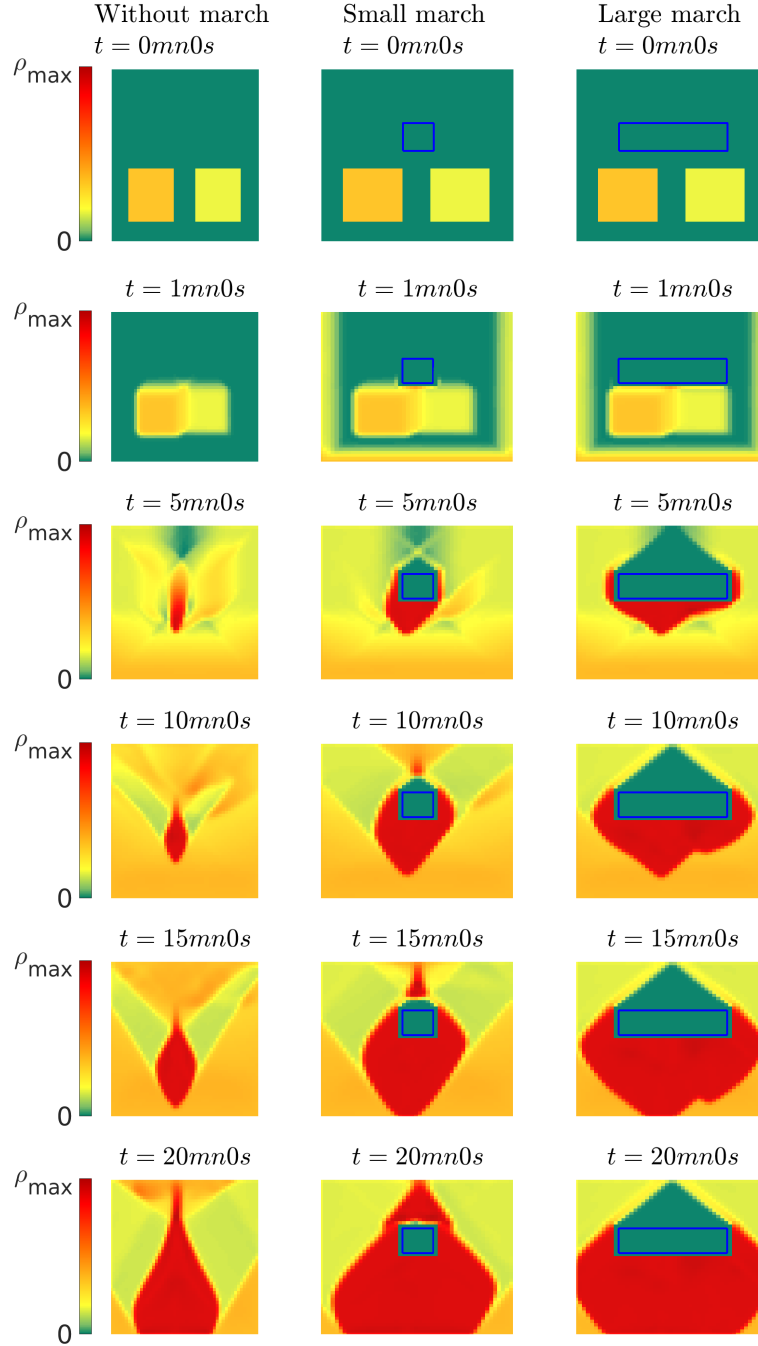 Without march Small march Large march
t = 0mn0s t = 0mn0s t = 0mn0s
ρmax
0
t = 1mn0s t = 1mn0s t = 1mn0s
ρmax
0
t = 5mn0s t = 5mn0s t = 5mn0s
ρmax
0
t = 10mn0s t = 10mn0s t = 10mn0s
ρmax
0
t = 15mn0s t = 15mn0s t = 15mn0s
ρmax
0
t = 20mn0s t = 20mn0s t = 20mn0s
ρmax
0